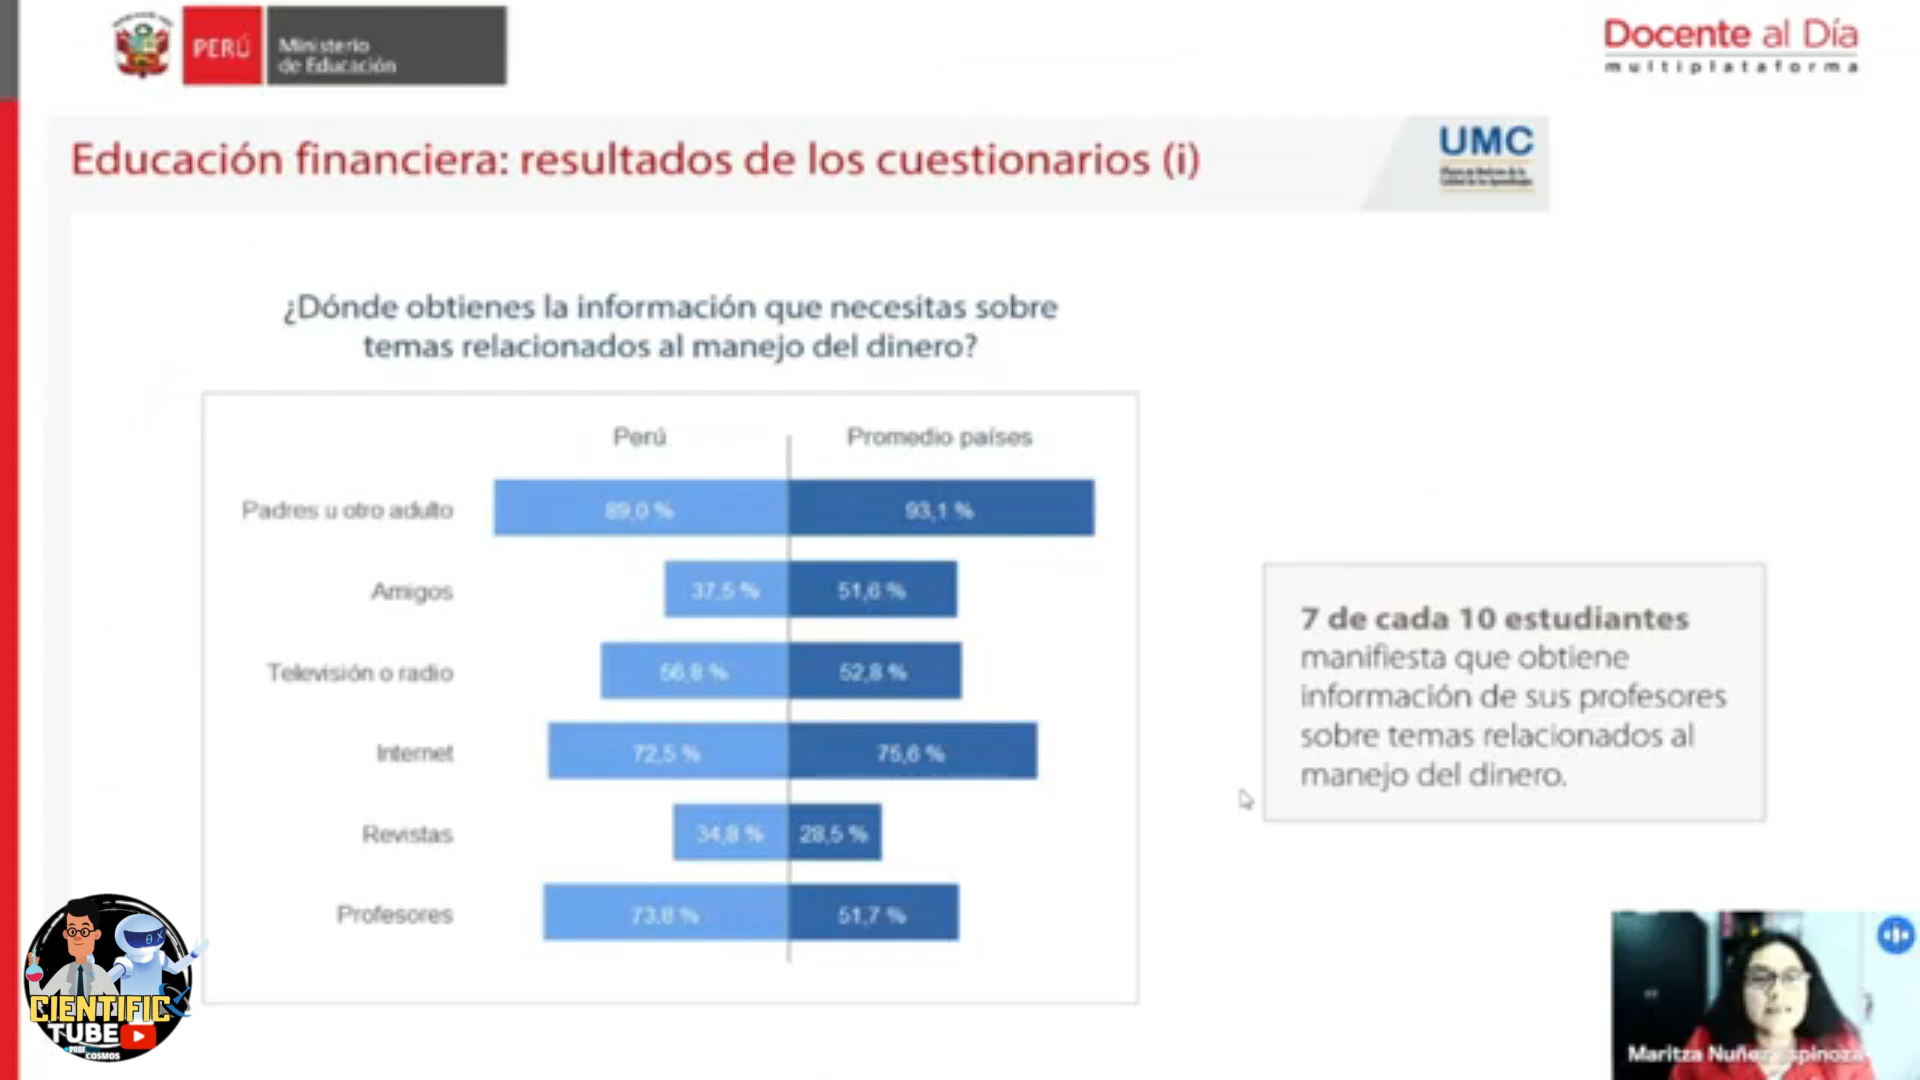 PERÚ
Ministerio
de Educación
Docente al Día
multiplataforma
Educación financiera: resultados de los cuestionarios (i)
UMC
¿Dónde obtienes la información que necesitas sobre
temas relacionados al manejo del dinero?
Perú
Promedio países
Padres u otro adulto
89,0 %
93,1 %
Amigos
37,5 %
51,6 %
Televisión o radio
56,8 %
52,8 %
Internet
72,5 %
75,6 %
Revistas
34,8 %
28,5 %
Profesores
73,8 %
51,7 %
7 de cada 10 estudiantes
manifiesta que obtiene
información de sus profesores
sobre temas relacionados al
manejo del dinero.
CIENTIFIC
TUBE
COSMOS
Maritza Nuñez Espinoza